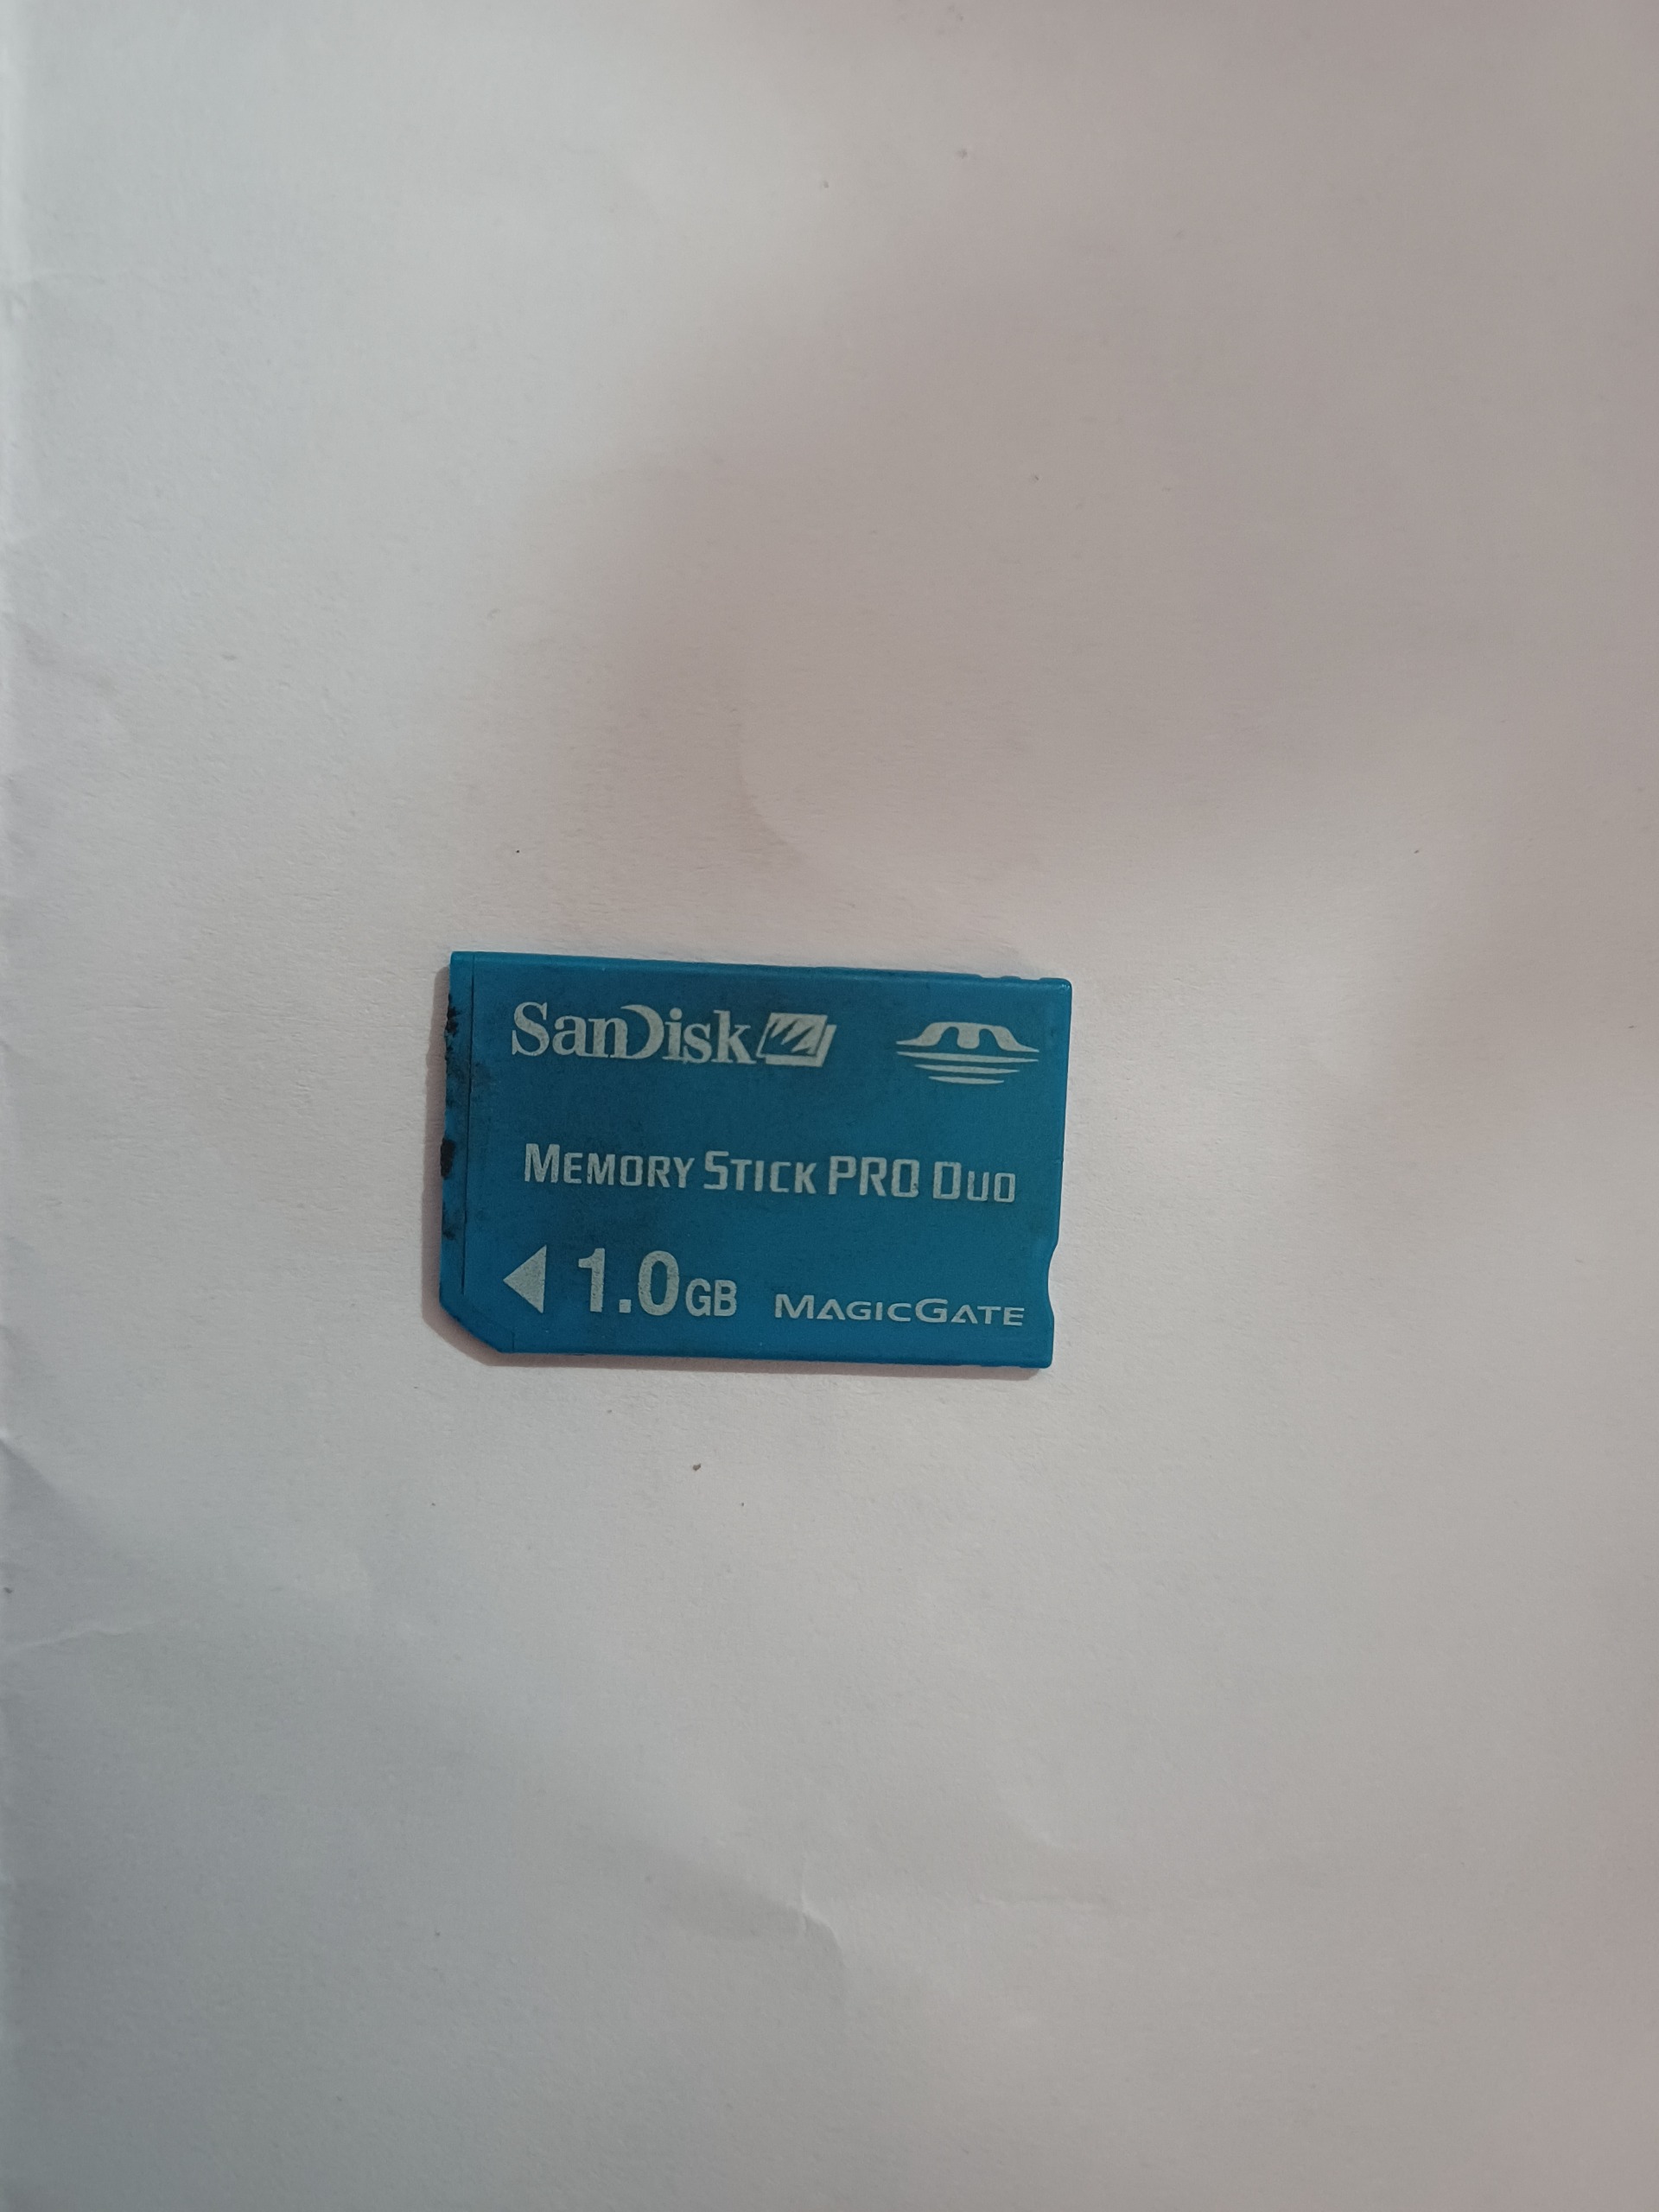 SanDisk
MEMORY STICK PRO DUO
1.0GB MAGICGATE